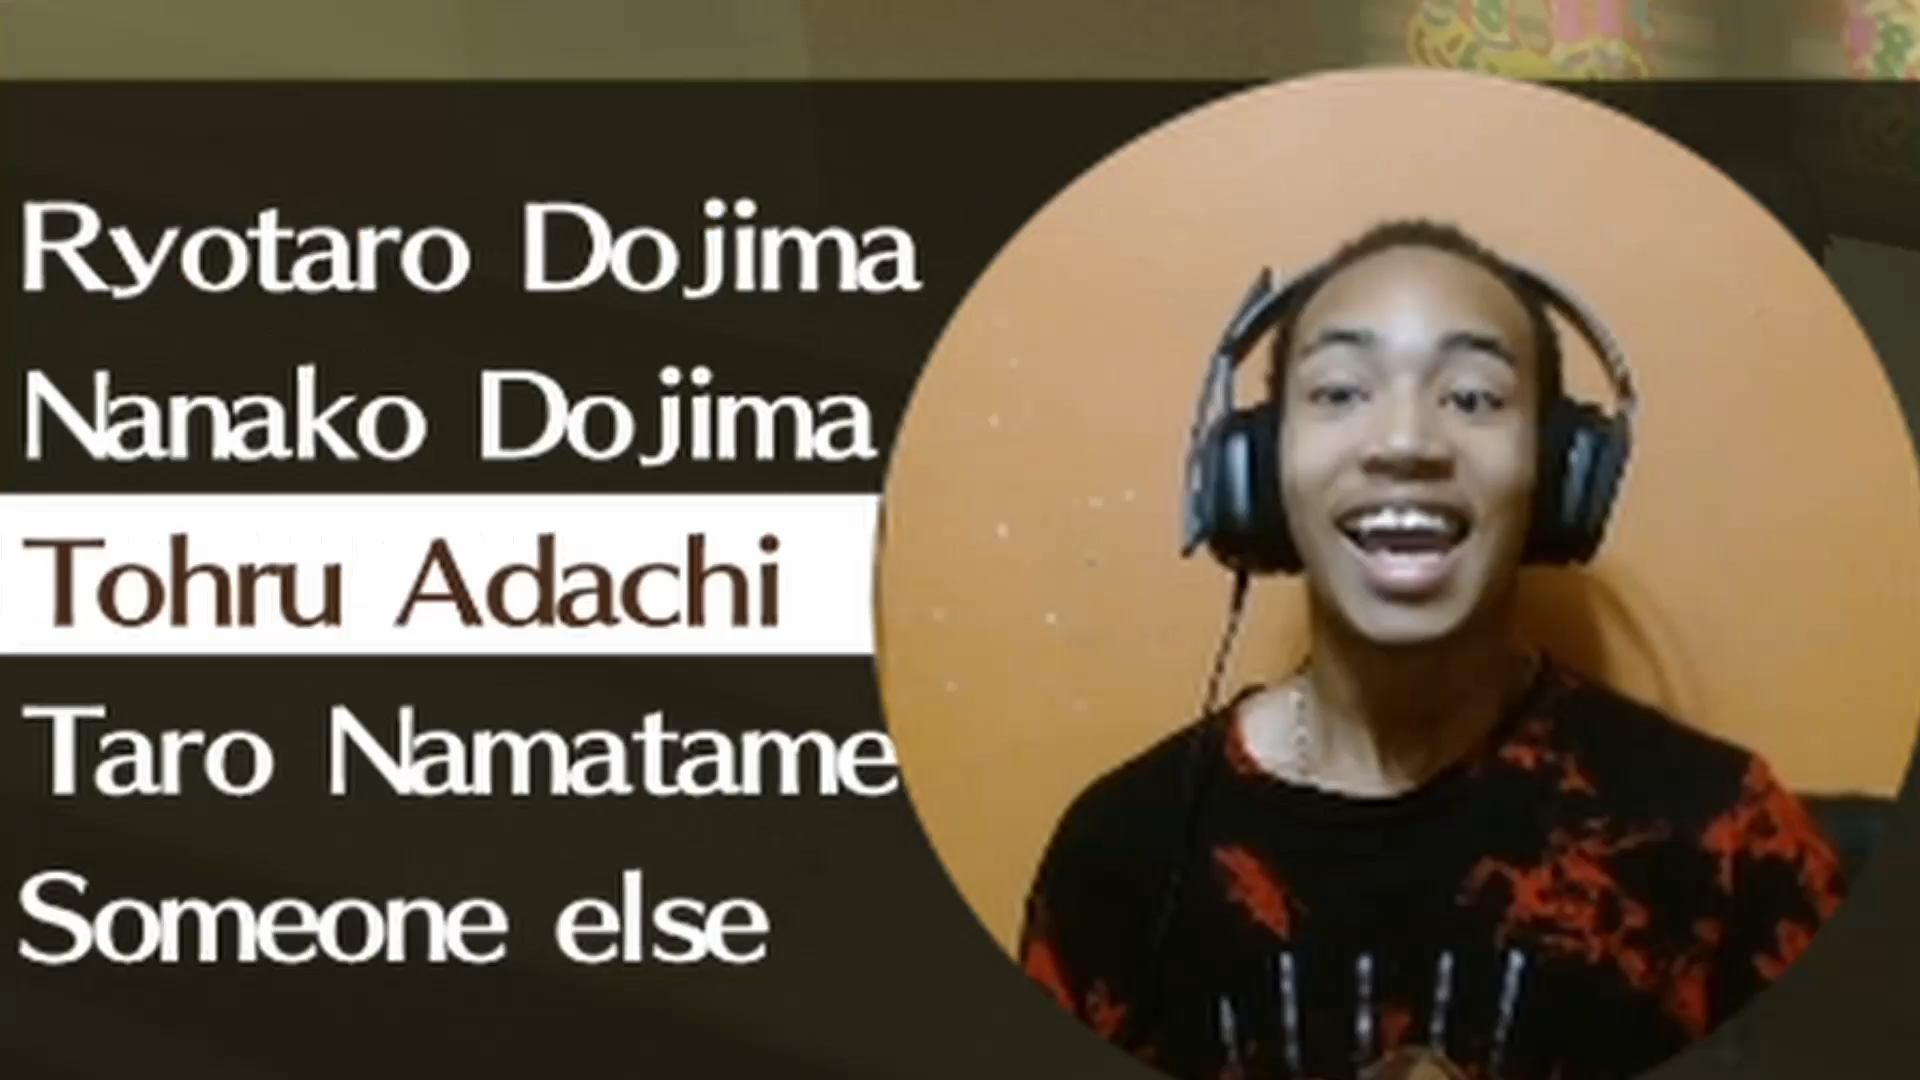 Ryotaro Dojima
Nanako Dojima
Tohru Adachi
Taro Namatame
Someone else